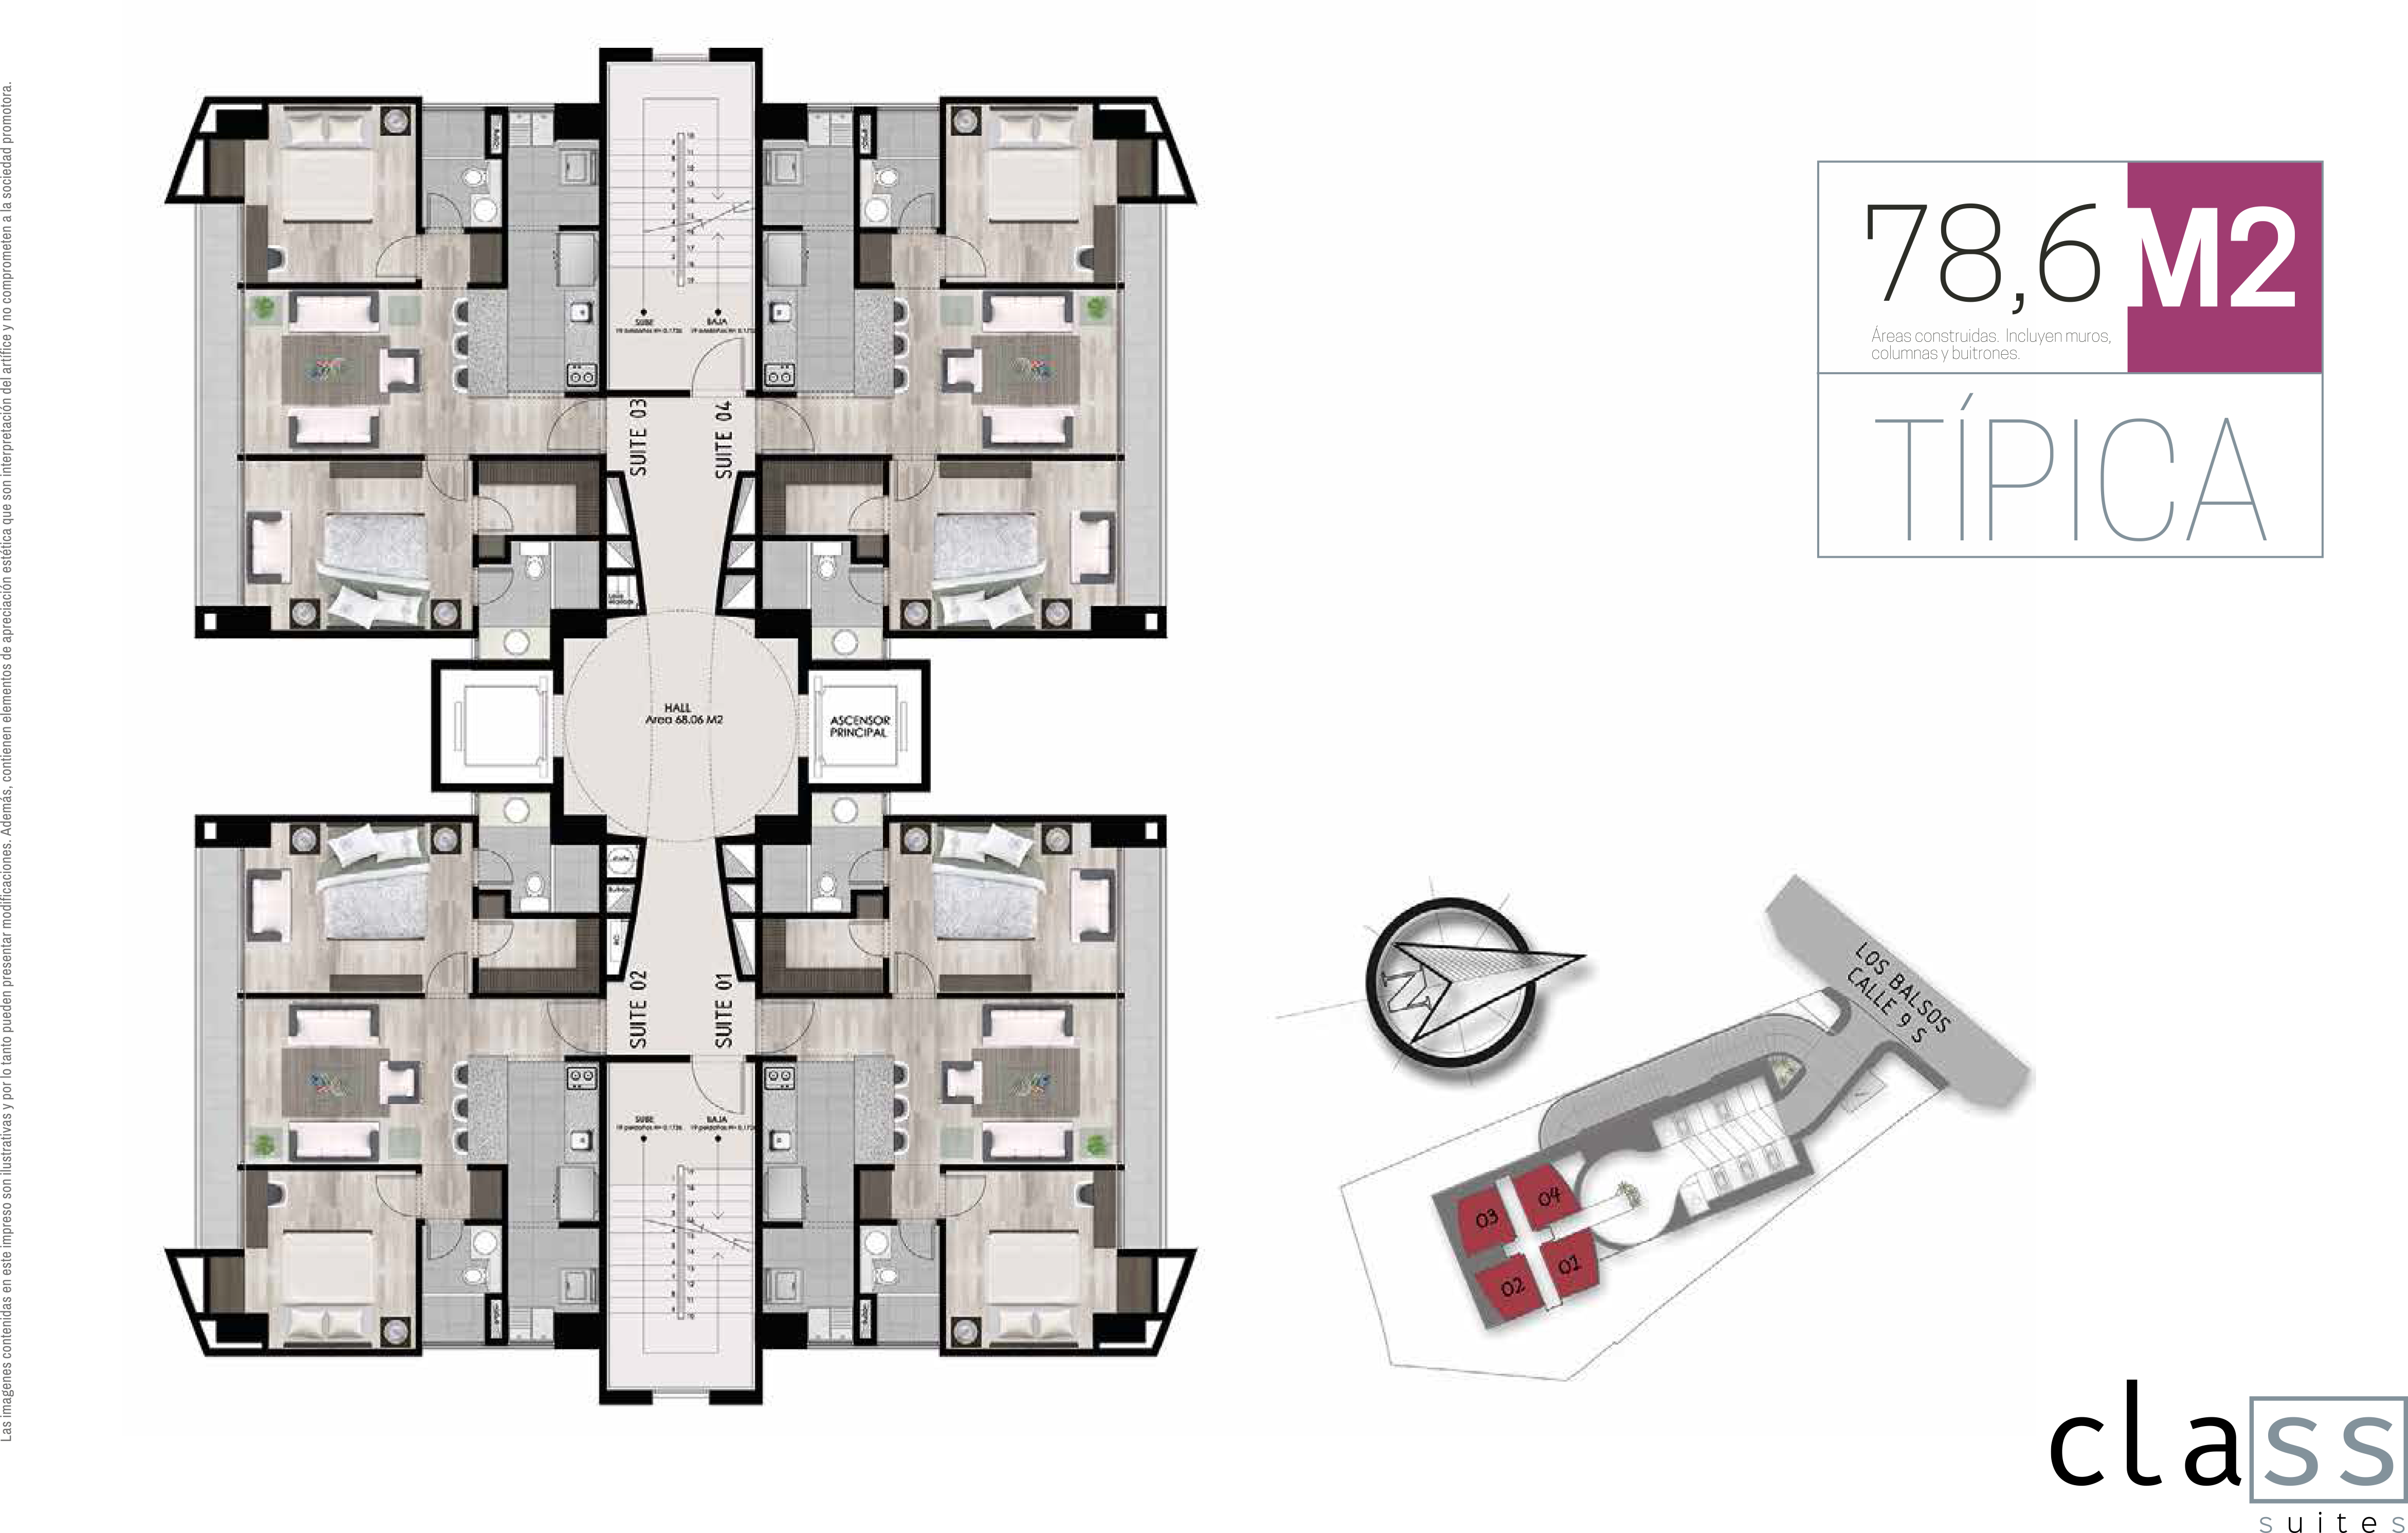 Las imagenes contenidas en este impreso son ilustrativas y por lo tanto pueden presentar modificaciones. Además, contienen elementos de apreciación estética que son interpretación del artífice y no comprometen a la sociedad promotora.
78,6 M2
Áreas construidas. Incluyen muros,
columnas y buitrones.
TÍPICA
SUBE
BAJA
SUITE 03
SUITE 04
HALL
Area 68.06 M2
ASCENSOR
PRINCIPAL
SUITE 02
SUITE 01
SUBE
BAJA
N
LOS BALSOS
CALLE 9 S
03
04
02
01
class
suites